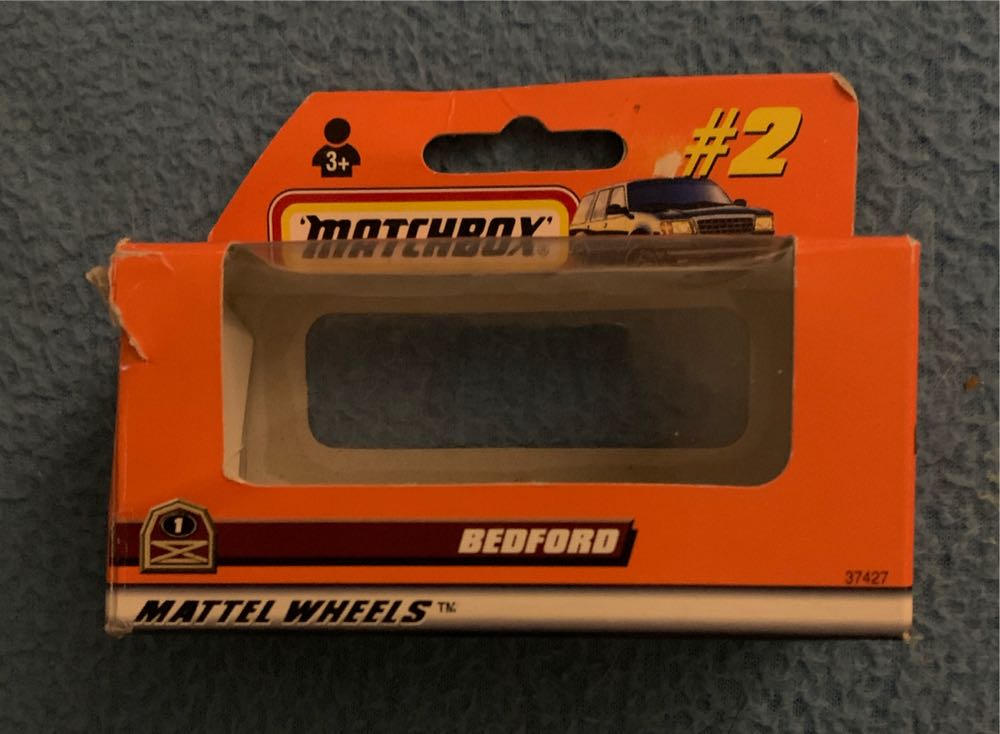 3+
#2
'MATCHBOX'®
1
BEDFORD
37427
MATTEL WHEELS™